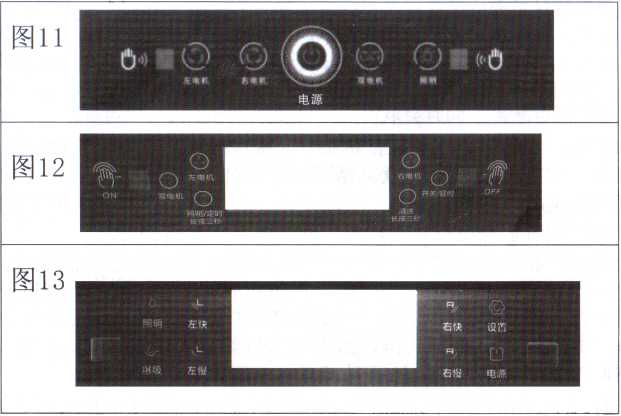 图11
左电机 右电机 电源 双电机 照明
图12
ON 双电机 左电机 照明/定时 长按三秒 右电机 清洗 长按三秒 开关/延时 OFF
图13
照明 L 左快 R 右快 设置
L 左慢 R 右慢 电源